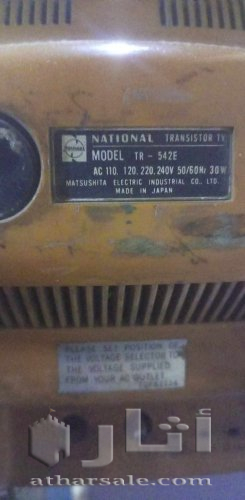 NATIONAL TRANSISTOR TV
MODEL TR - 542E
AC 110. 120. 220. 240V 50/60Hz 30W
MATSUSHITA ELECTRIC INDUSTRIAL CO., LTD.
MADE IN JAPAN
PLEASE SET POSITION OF
THE VOLTAGE SELECTOR TO
THE VOLTAGE SUPPLIED
FROM YOUR AC OUTLET
آثار
atharsale.com